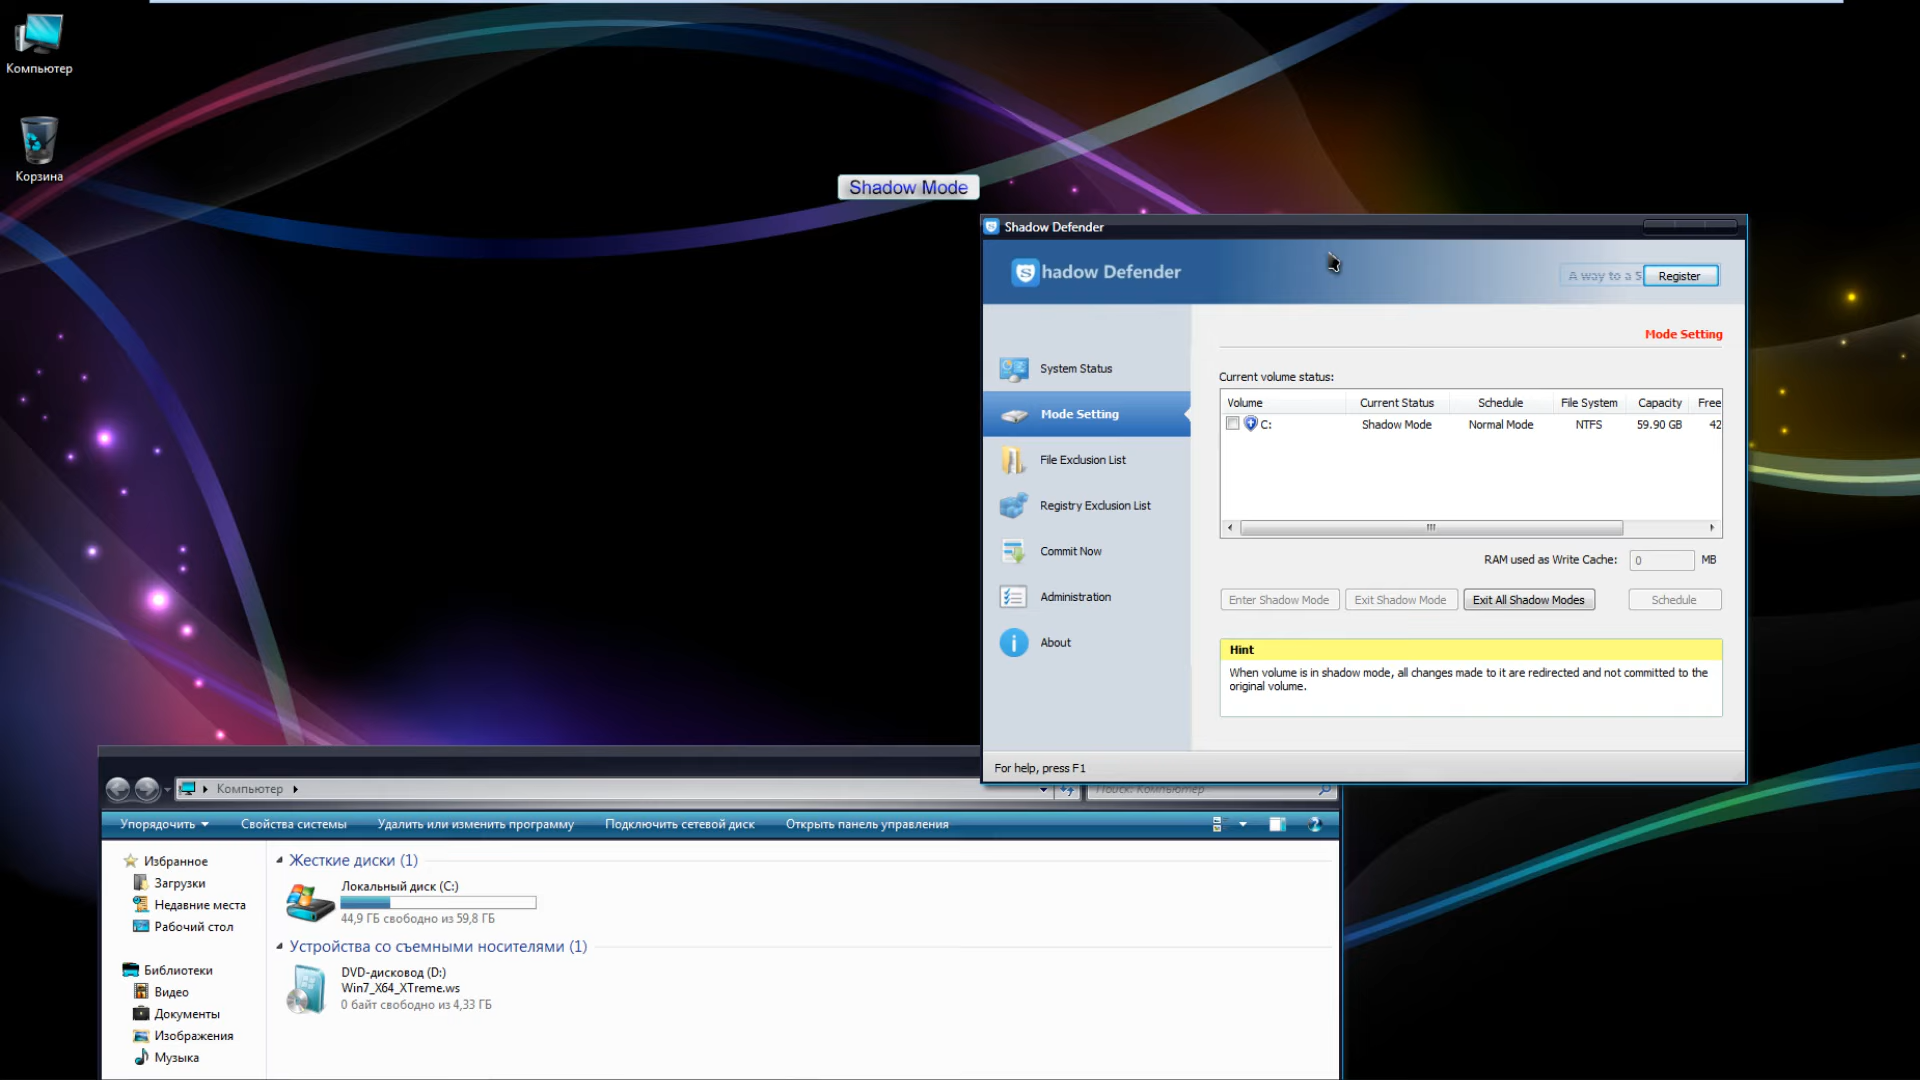 Компьютер
Корзина
Shadow Mode
Shadow Defender
hadow Defender
A way to a S
Register
Mode Setting
System Status
Mode Setting
File Exclusion List
Registry Exclusion List
Commit Now
Administration
About
Current volume status:
Volume Current Status Schedule File System Capacity Free
C: Shadow Mode Normal Mode NTFS 59.90 GB 42
RAM used as Write Cache: 0 MB
Enter Shadow Mode Exit Shadow Mode Exit All Shadow Modes Schedule
Hint
When volume is in shadow mode, all changes made to it are redirected and not committed to the
original volume.
For help, press F1
Компьютер
Поиск: Компьютер
Упорядочить Свойства системы Удалить или изменить программу Подключить сетевой диск Открыть панель управления
Избранное
Загрузки
Недавние места
Рабочий стол
Библиотеки
Видео
Документы
Изображения
Музыка
Жесткие диски (1)
Локальный диск (C:)
44,9 ГБ свободно из 59,8 ГБ
Устройства со съемными носителями (1)
DVD-дисковод (D:)
Win7_X64_XTreme.ws
0 байт свободно из 4,33 ГБ